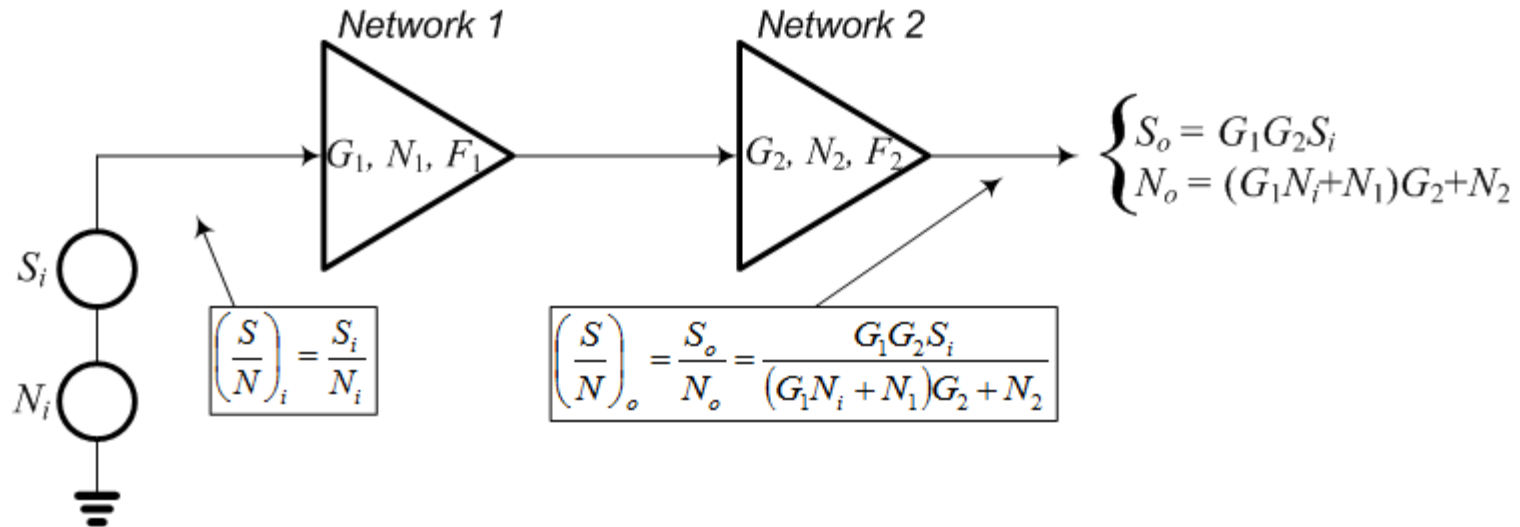 Network 1
Network 2
G₁, N₁, F₁
G₂, N₂, F₂
{Sₒ = G₁G₂Sᵢ
Nₒ = (G₁Nᵢ+N₁)G₂+N₂
Sᵢ
Nᵢ
(S/N)ᵢ = Sᵢ/Nᵢ
(S/N)ₒ = Sₒ/Nₒ = G₁G₂Sᵢ/((G₁Nᵢ + N₁)G₂ + N₂)